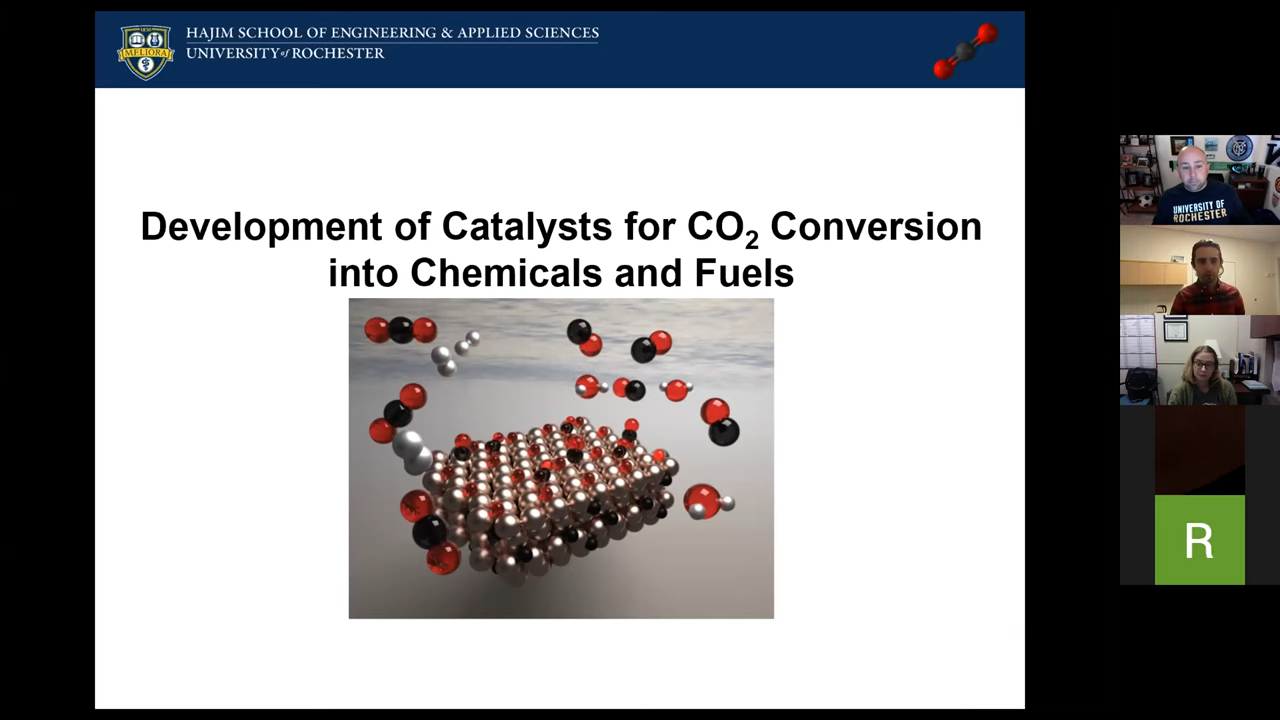 HAJIM SCHOOL OF ENGINEERING & APPLIED SCIENCES
UNIVERSITY of ROCHESTER
MELIORA
Development of Catalysts for CO₂ Conversion
into Chemicals and Fuels
UNIVERSITY OF
ROCHESTER
R